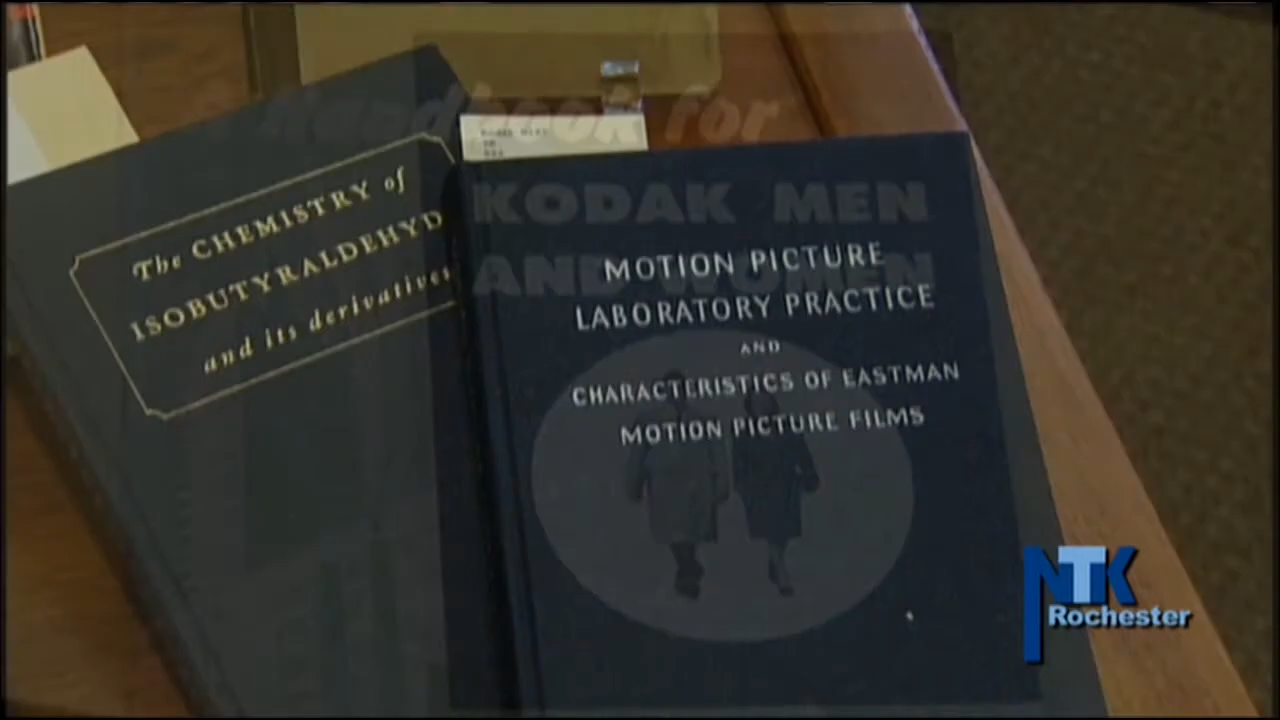 The CHEMISTRY of
ISOBUTYRALDEHYD
and its derivatives
Handbook for
KODAK MEN
AND WOMEN
MOTION PICTURE
LABORATORY PRACTICE
AND
CHARACTERISTICS OF EASTMAN
MOTION PICTURE FILMS
NTK
Rochester